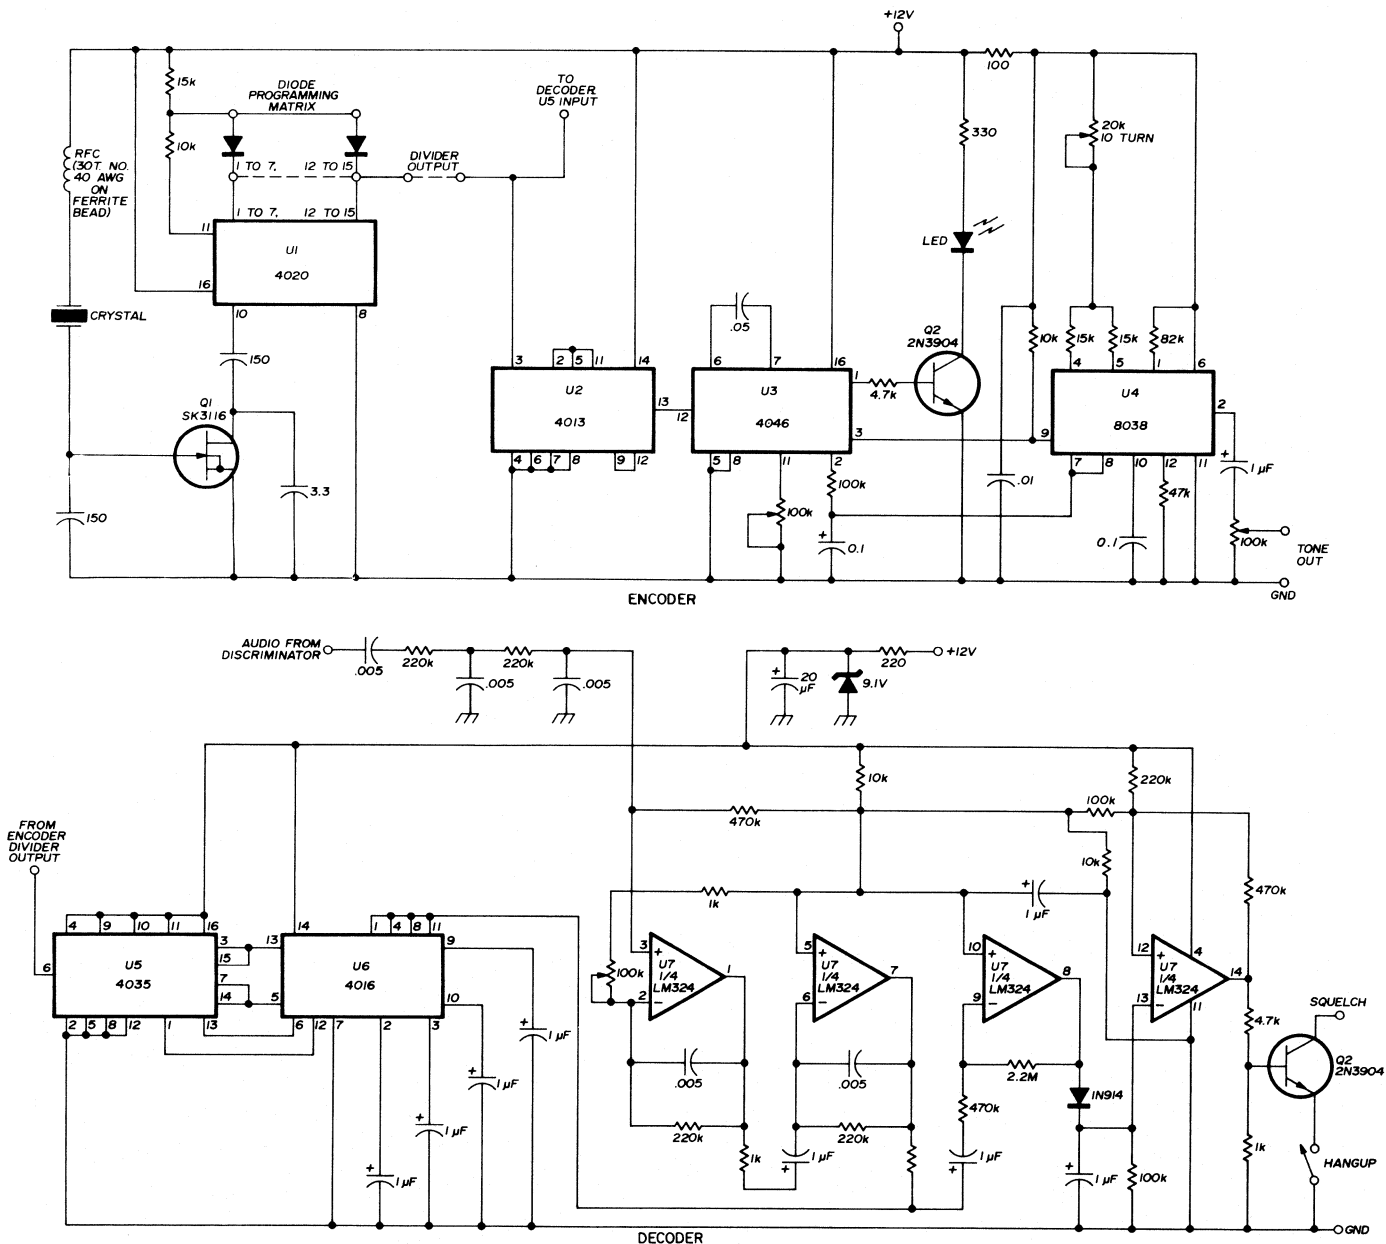 +12V
15k
DIODE
PROGRAMMING
MATRIX
TO
DECODER
U5 INPUT
100
10k
330
20k
10 TURN
RFC
(30T. NO.
40 AWG
ON
FERRITE
BEAD)
1 TO 7,
12 TO 15
DIVIDER
OUTPUT
1 TO 7,
12 TO 15
11
U1
4020
16
10
8
LED
CRYSTAL
150
.05
Q2
2N3904
10k
15k
15k
82k
3
2
5
11
14
6
7
16
4
5
1
6
U2
4013
13
12
U3
4046
1
4.7k
3
9
U4
8038
2
Q1
SK3116
4
6
7
8
9
12
5
8
11
2
7
8
10
12
11
1 µF
3.3
150
100k
100k
0.1
.01
47k
0.1
100k
TONE
OUT
GND
ENCODER
AUDIO FROM
DISCRIMINATOR
.005
220k
220k
.005
.005
20
µF
9.1V
220
+12V
10k
220k
100k
470k
FROM
ENCODER
DIVIDER
OUTPUT
10k
1k
1 µF
470k
4
9
10
11
16
14
1
4
8
11
6
U5
4035
3
15
7
14
13
5
U6
4016
9
10
2
5
8
12
1
13
6
12
7
2
3
100k
3
+
2
−
U7
1/4
LM324
1
5
+
6
−
U7
1/4
LM324
7
10
+
9
−
U7
1/4
LM324
8
12
+
13
−
U7
1/4
LM324
4
14
11
4.7k
SQUELCH
Q2
2N3904
1 µF
1 µF
1 µF
1 µF
.005
.005
2.2M
1N914
220k
220k
470k
1k
1 µF
1 µF
1 µF
100k
1k
HANGUP
GND
DECODER